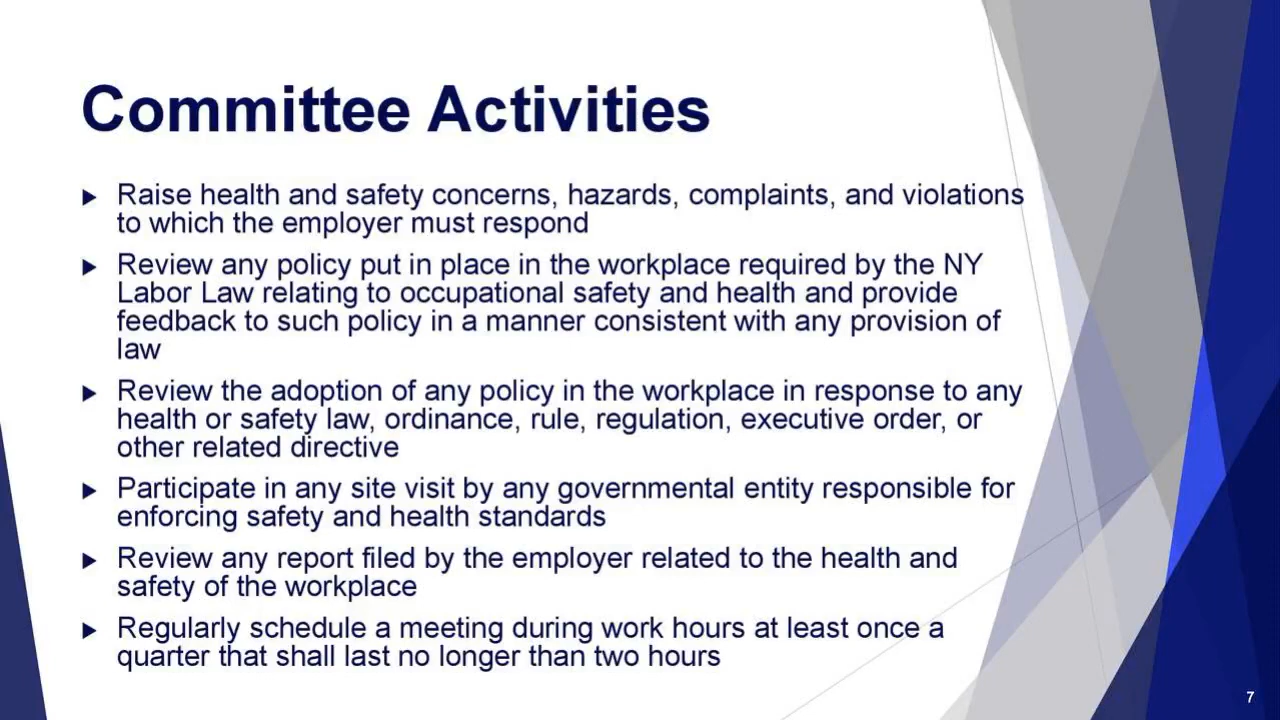 Committee Activities
Raise health and safety concerns, hazards, complaints, and violations
to which the employer must respond
Review any policy put in place in the workplace required by the NY
Labor Law relating to occupational safety and health and provide
feedback to such policy in a manner consistent with any provision of
law
Review the adoption of any policy in the workplace in response to any
health or safety law, ordinance, rule, regulation, executive order, or
other related directive
Participate in any site visit by any governmental entity responsible for
enforcing safety and health standards
Review any report filed by the employer related to the health and
safety of the workplace
Regularly schedule a meeting during work hours at least once a
quarter that shall last no longer than two hours
7